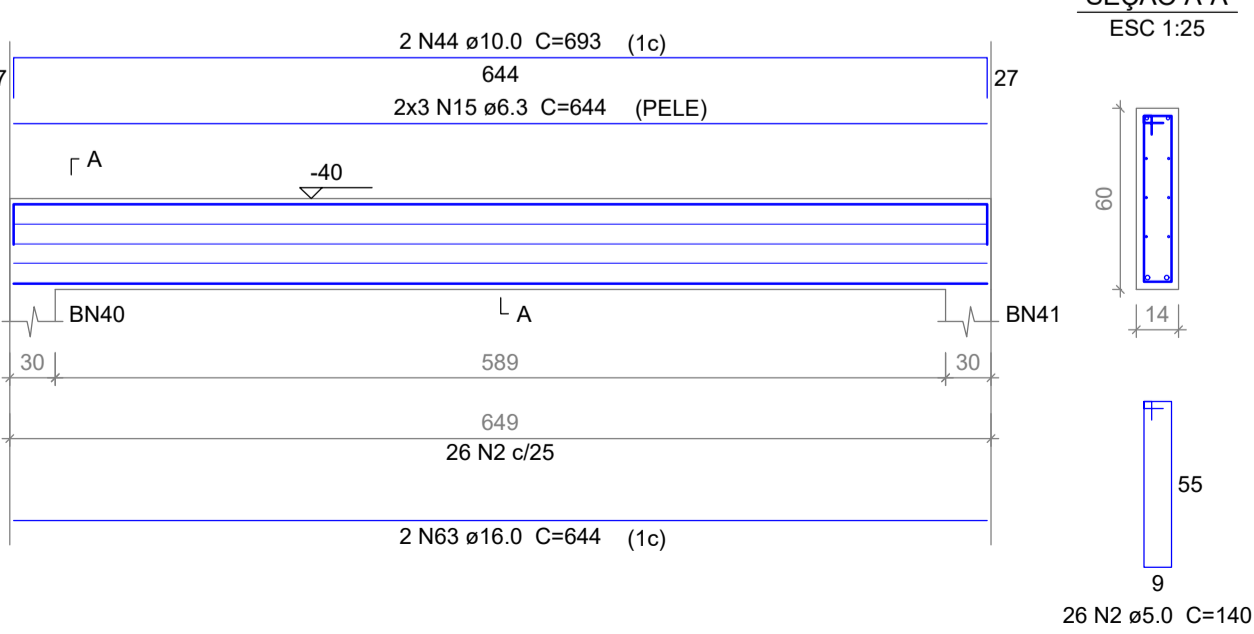 SEÇÃO A-A
ESC 1:25
2 N44 ø10.0 C=693 (1c)
644
27
2x3 N15 ø6.3 C=644 (PELE)
A
-40
60
A
BN40
BN41
14
30
589
30
649
26 N2 c/25
55
2 N63 ø16.0 C=644 (1c)
9
26 N2 ø5.0 C=140